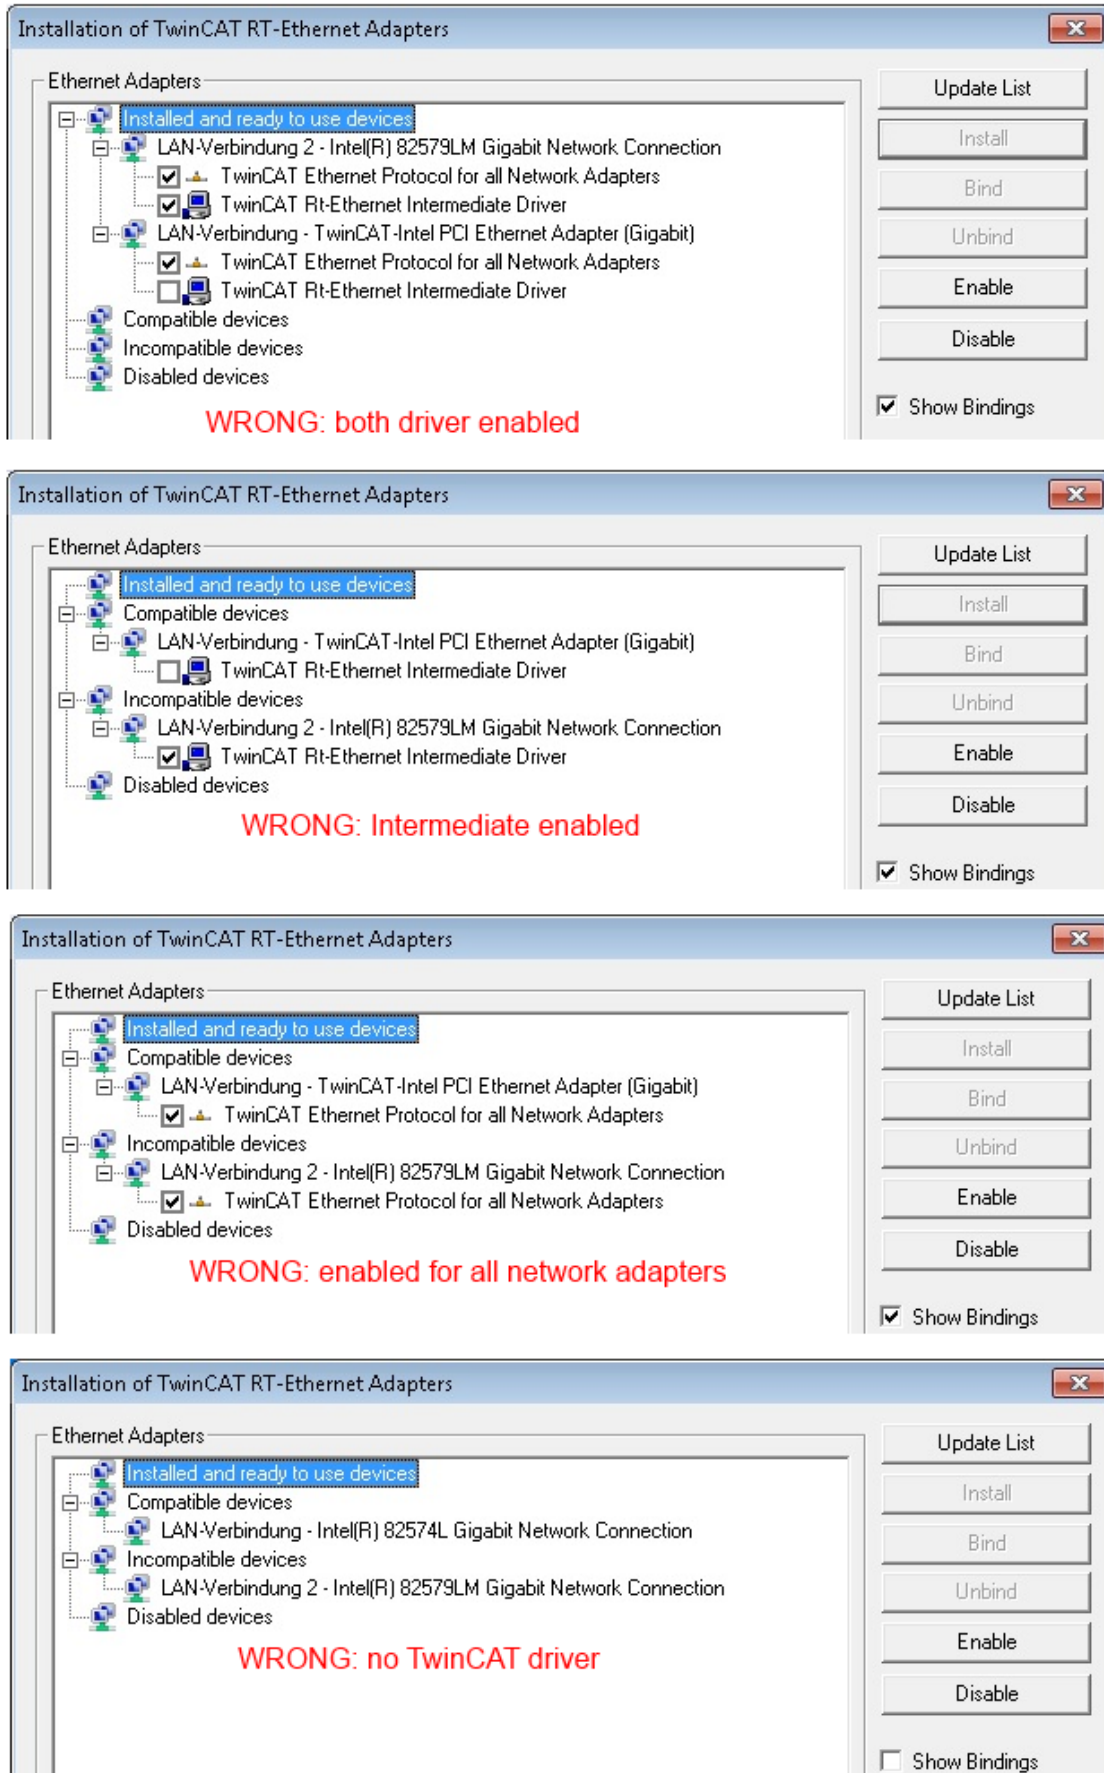 Installation of TwinCAT RT-Ethernet Adapters
Ethernet Adapters
Update List
Installed and ready to use devices
Install
LAN-Verbindung 2 - Intel(R) 82579LM Gigabit Network Connection
TwinCAT Ethernet Protocol for all Network Adapters
Bind
TwinCAT Rt-Ethernet Intermediate Driver
LAN-Verbindung - TwinCAT-Intel PCI Ethernet Adapter (Gigabit)
Unbind
TwinCAT Ethernet Protocol for all Network Adapters
TwinCAT Rt-Ethernet Intermediate Driver
Enable
Compatible devices
Incompatible devices
Disable
Disabled devices
WRONG: both driver enabled
Show Bindings
Installation of TwinCAT RT-Ethernet Adapters
Ethernet Adapters
Update List
Installed and ready to use devices
Install
Compatible devices
LAN-Verbindung - TwinCAT-Intel PCI Ethernet Adapter (Gigabit)
Bind
TwinCAT Rt-Ethernet Intermediate Driver
Incompatible devices
Unbind
LAN-Verbindung 2 - Intel(R) 82579LM Gigabit Network Connection
TwinCAT Rt-Ethernet Intermediate Driver
Enable
Disabled devices
Disable
WRONG: Intermediate enabled
Show Bindings
Installation of TwinCAT RT-Ethernet Adapters
Ethernet Adapters
Update List
Installed and ready to use devices
Install
Compatible devices
LAN-Verbindung - TwinCAT-Intel PCI Ethernet Adapter (Gigabit)
Bind
TwinCAT Ethernet Protocol for all Network Adapters
Incompatible devices
Unbind
LAN-Verbindung 2 - Intel(R) 82579LM Gigabit Network Connection
TwinCAT Ethernet Protocol for all Network Adapters
Enable
Disabled devices
Disable
WRONG: enabled for all network adapters
Show Bindings
Installation of TwinCAT RT-Ethernet Adapters
Ethernet Adapters
Update List
Installed and ready to use devices
Install
Compatible devices
LAN-Verbindung - Intel(R) 82574L Gigabit Network Connection
Bind
Incompatible devices
LAN-Verbindung 2 - Intel(R) 82579LM Gigabit Network Connection
Unbind
Disabled devices
Enable
WRONG: no TwinCAT driver
Disable
Show Bindings